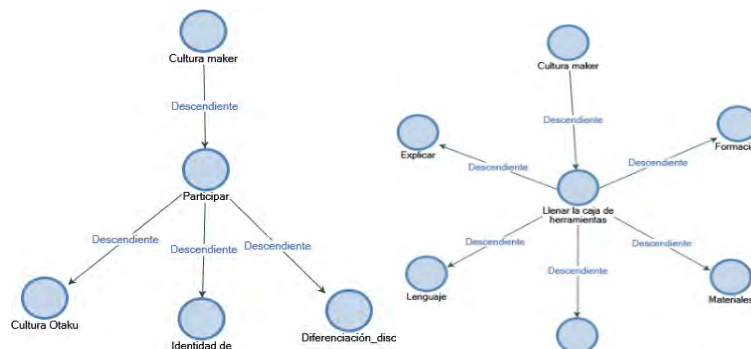 Cultura maker
Descendiente
Participar
Descendiente
Descendiente
Descendiente
Cultura Otaku
Identidad de
Diferenciación_disc
Cultura maker
Descendiente
Explicar
Descendiente
Descendiente
Formació
Llenar la caja de
herramientas
Descendiente
Descendiente
Descendiente
Lenguaje
Materiales